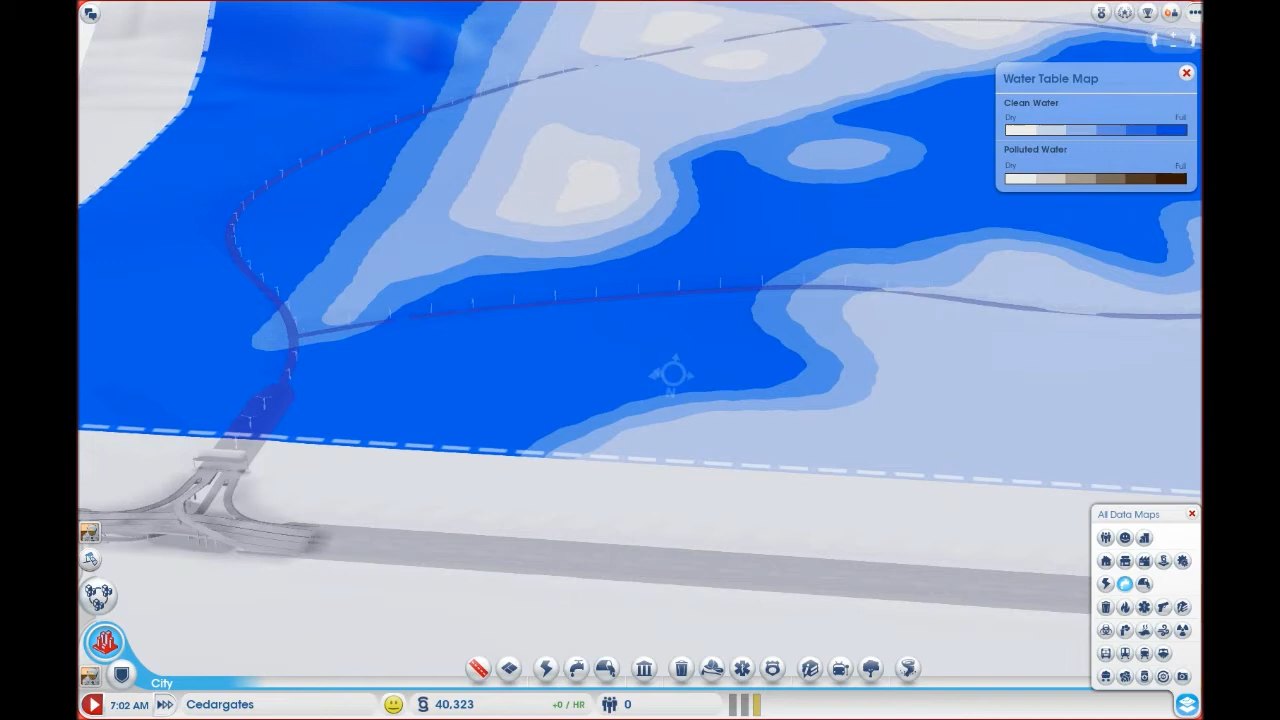 Water Table Map
Clean Water
Dry Full
Polluted Water
Dry Full
N
All Data Maps
City
7:02 AM Cedargates 40,323 +0 / HR 0